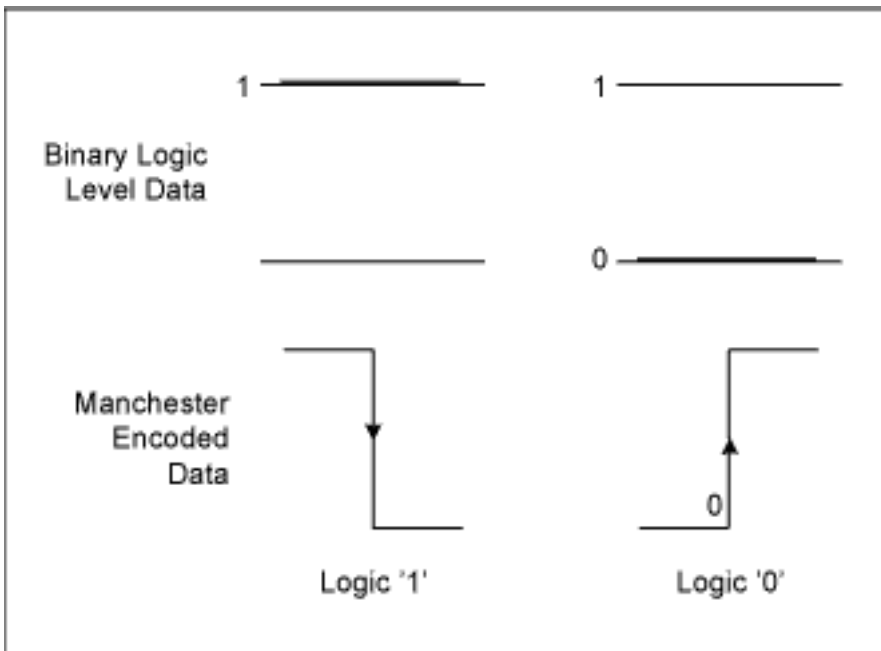 1
1
Binary Logic
Level Data
0
Manchester
Encoded
Data
0
Logic '1'
Logic '0'